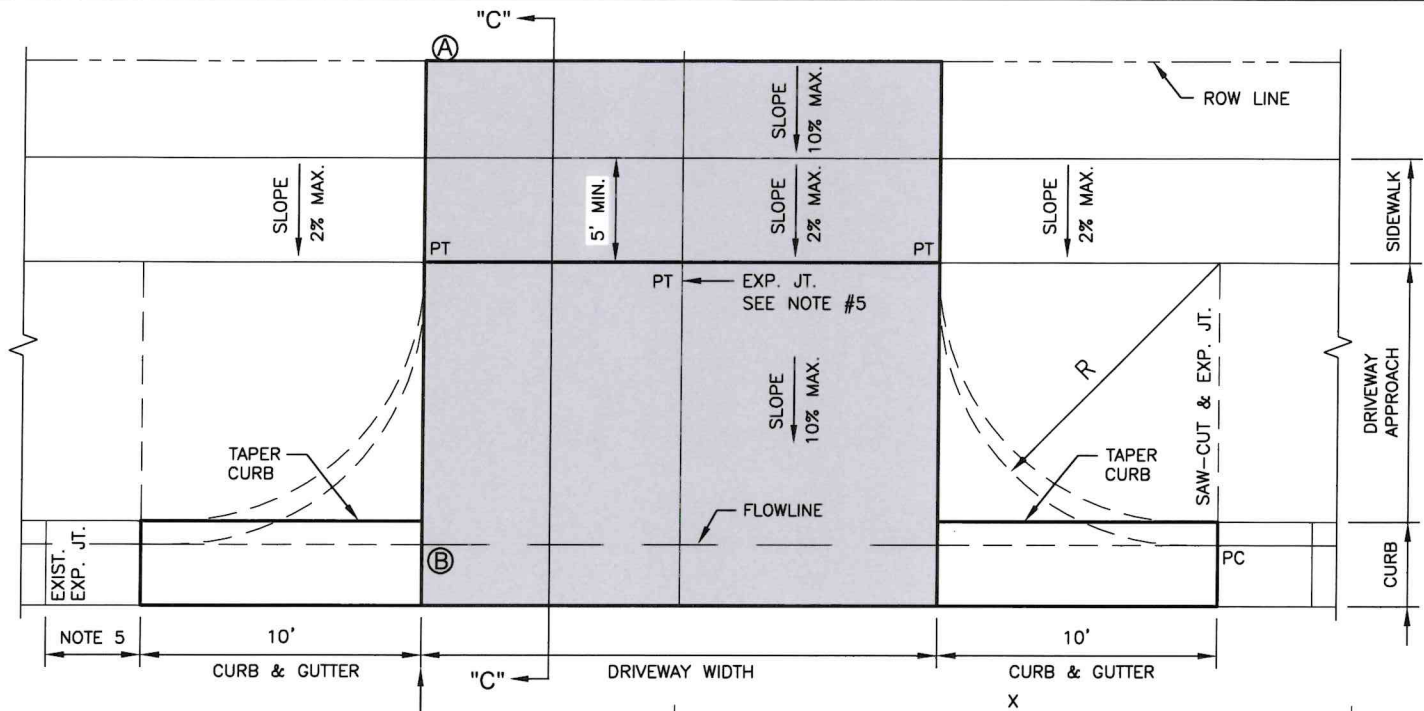 "C"
A
ROW LINE
SLOPE
10% MAX.
SLOPE
2% MAX.
5' MIN.
SLOPE
2% MAX.
SLOPE
2% MAX.
SIDEWALK
PT
PT
PT
EXP. JT.
SEE NOTE #5
SLOPE
10% MAX.
R
SAW-CUT & EXP. JT.
DRIVEWAY
APPROACH
TAPER
CURB
TAPER
CURB
FLOWLINE
B
EXIST.
EXP. JT.
PC
CURB
NOTE 5
10'
CURB & GUTTER
"C"
DRIVEWAY WIDTH
10'
CURB & GUTTER
X